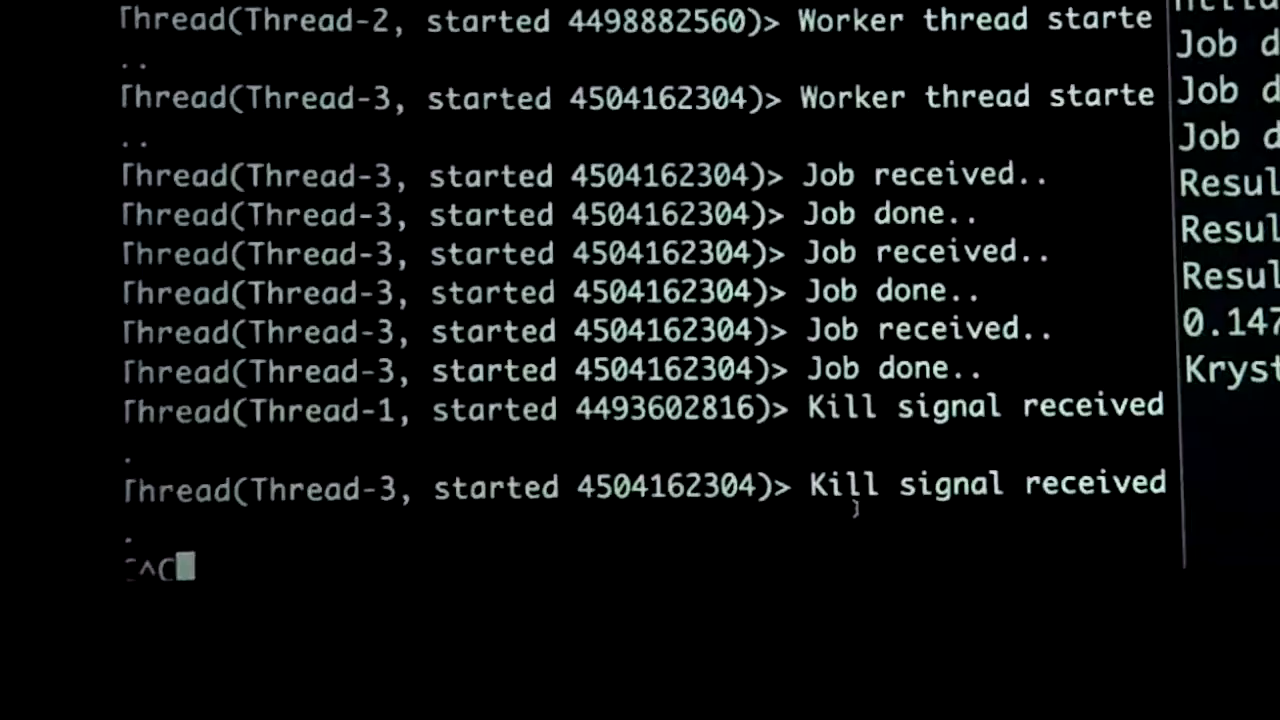 Thread(Thread-2, started 4498882560)> Worker thread starte
..
Thread(Thread-3, started 4504162304)> Worker thread starte
..
Thread(Thread-3, started 4504162304)> Job received..
Thread(Thread-3, started 4504162304)> Job done..
Thread(Thread-3, started 4504162304)> Job received..
Thread(Thread-3, started 4504162304)> Job done..
Thread(Thread-3, started 4504162304)> Job received..
Thread(Thread-3, started 4504162304)> Job done..
Thread(Thread-1, started 4493602816)> Kill signal received
.
Thread(Thread-3, started 4504162304)> Kill signal received
.
^C
Job d
Job d
Job d
Resul
Resul
Resul
0.147
Kryst